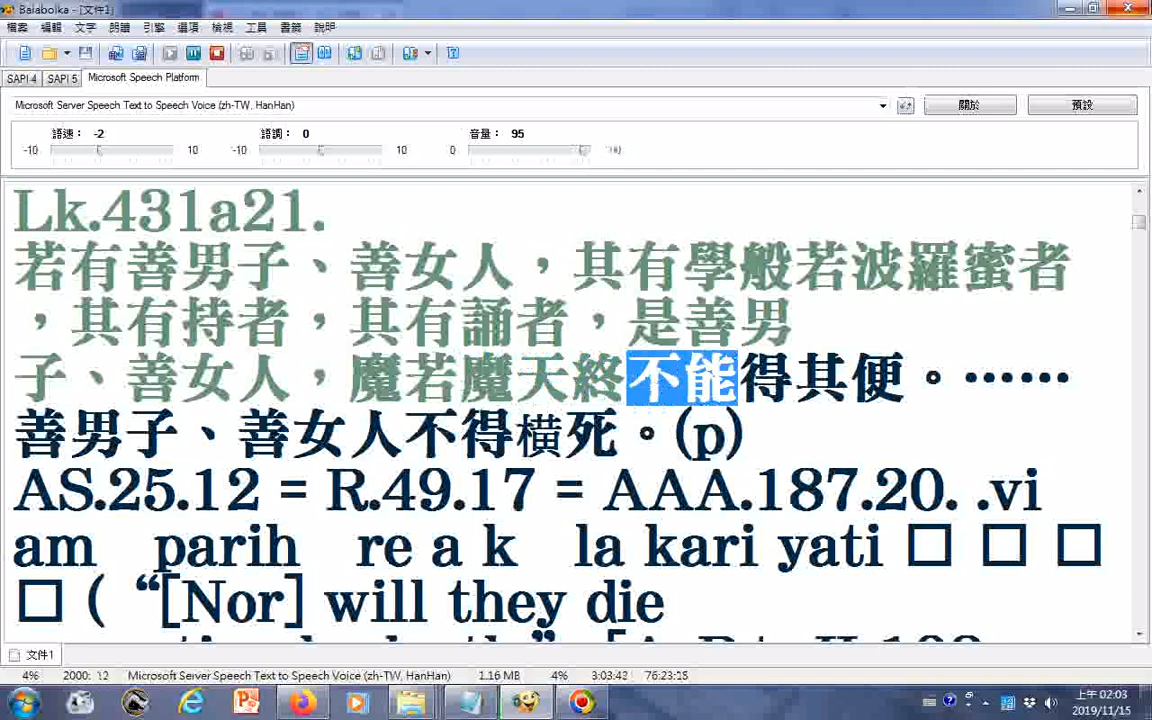 Balabolka - [文件1]
檔案 編輯 文字 朗讀 引擎 選項 檢視 工具 書籤 說明
SAPI 4 SAPI 5 Microsoft Speech Platform
Microsoft Server Speech Text to Speech Voice (zh-TW, HanHan) 關於 預設
語速： -2 語調： 0 音量： 95
-10 10 -10 10 0 100
Lk.431a21.
若有善男子、善女人，其有學般若波羅蜜者
，其有持者，其有誦者，是善男
子、善女人，魔若魔天終不能得其便。⋯⋯
善男子、善女人不得橫死。(p)
AS.25.12 = R.49.17 = AAA.187.20. .vi
am parih re a k la kari yati □ □ □
□ ( “[Nor] will they die
文件1
4% 2000: 12 Microsoft Server Speech Text to Speech Voice (zh-TW, HanHan) 1.16 MB 4% 3:03:43 76:23:15
上午 02:03
2019/11/15